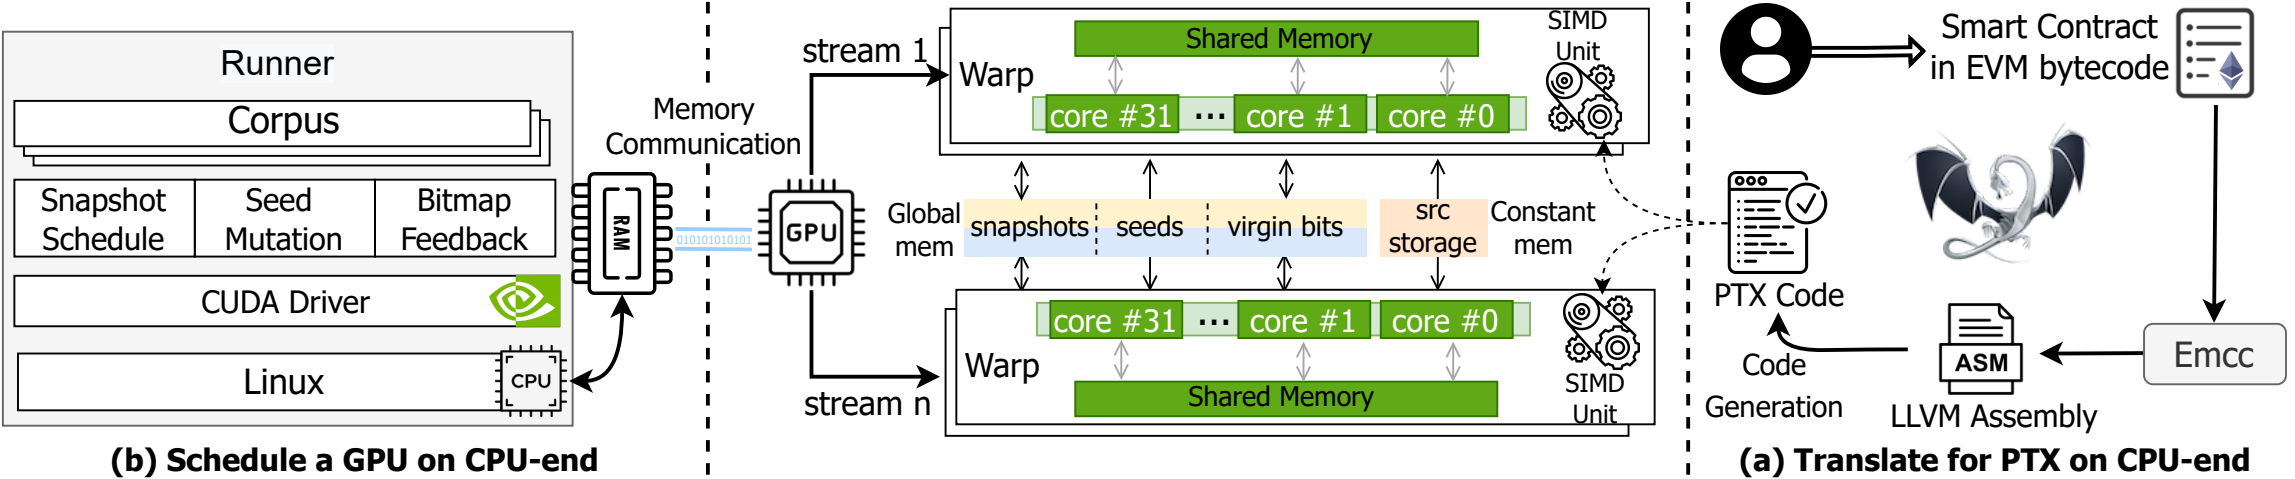 Runner
Corpus
Snapshot
Schedule
Seed
Mutation
Bitmap
Feedback
CUDA Driver
Linux
CPU
RAM
(b) Schedule a GPU on CPU-end
Memory
Communication
010101010101
GPU
stream 1
stream n
Warp
Shared Memory
core #31
...
core #1
core #0
SIMD
Unit
Global
mem
snapshots
seeds
virgin bits
src
storage
Constant
mem
core #31
...
core #1
core #0
Warp
Shared Memory
SIMD
Unit
Smart Contract
in EVM bytecode
PTX Code
Code
Generation
ASM
LLVM Assembly
Emcc
(a) Translate for PTX on CPU-end